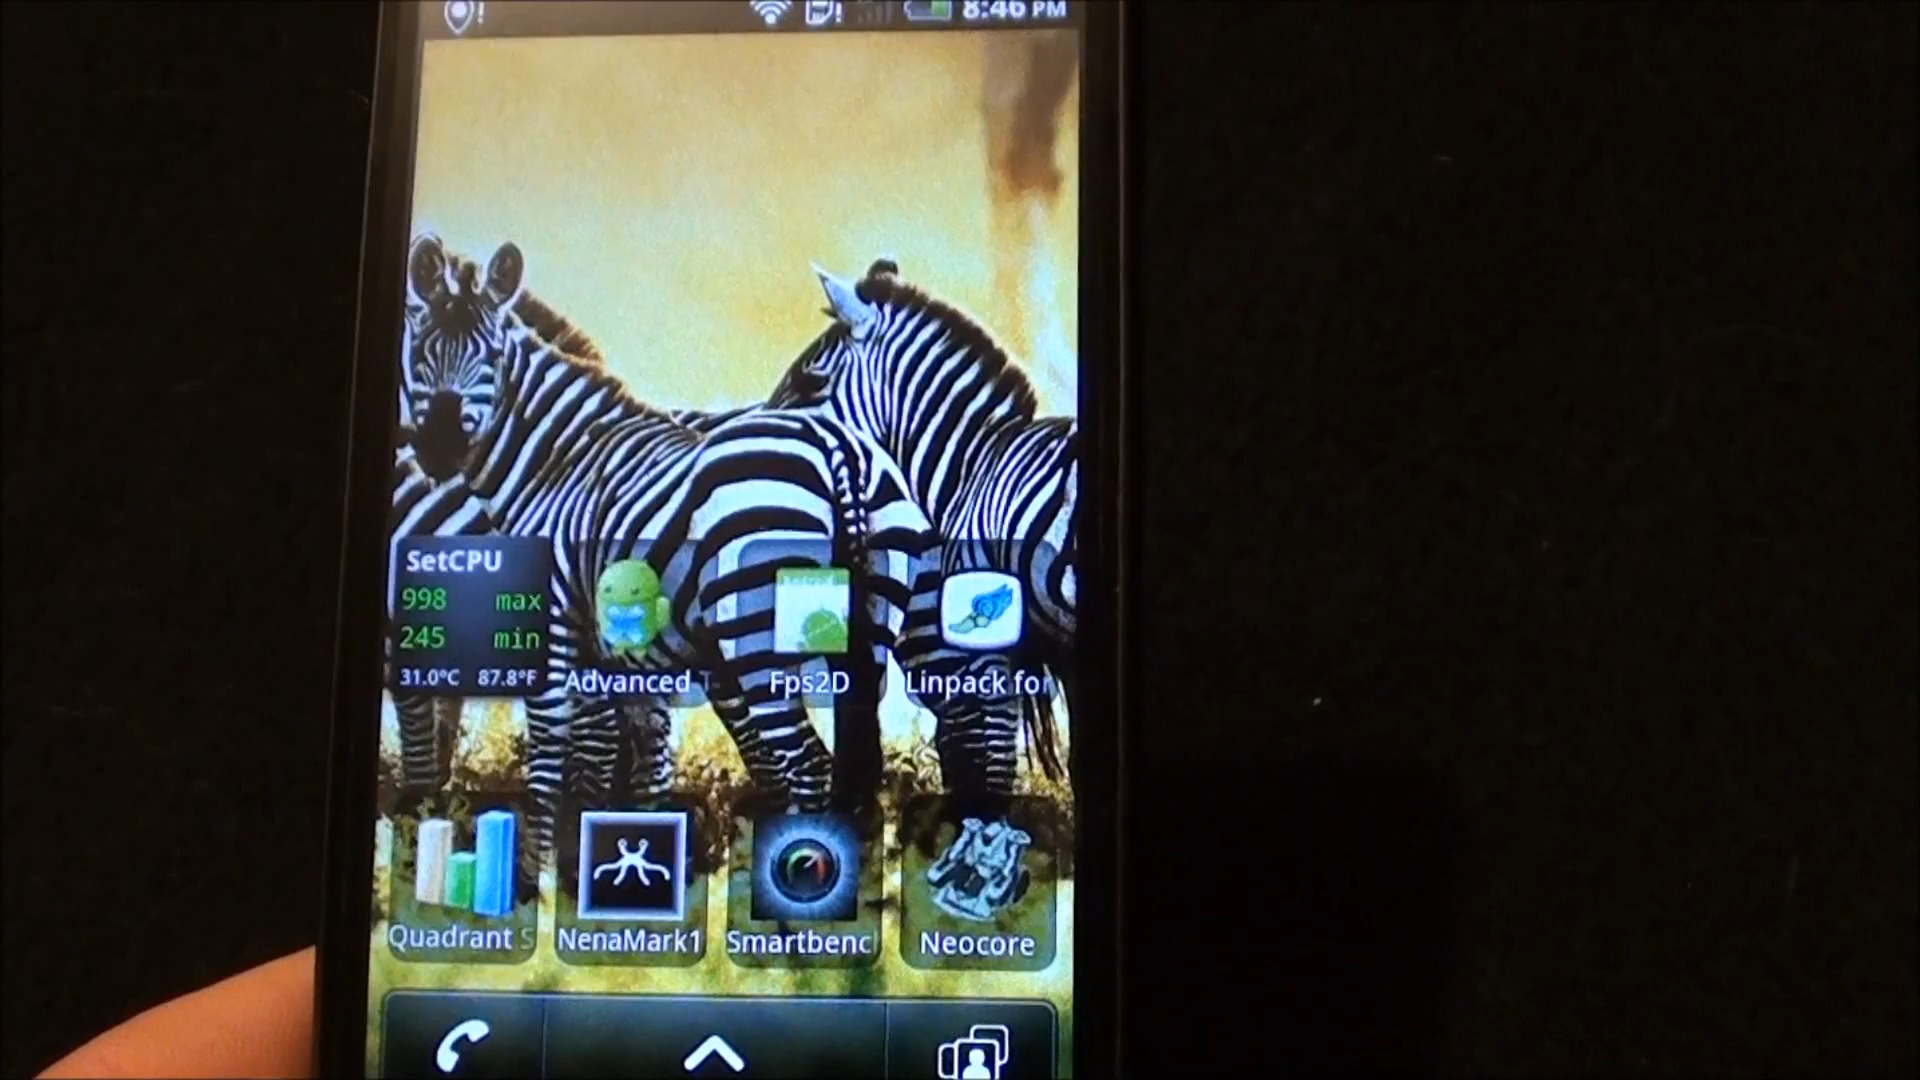 8:46 PM
SetCPU
998 max
245 min
31.0°C 87.8°F
Advanced
Fps2D
Linpack for
Quadrant S
NenaMark1
Smartbenc
Neocore